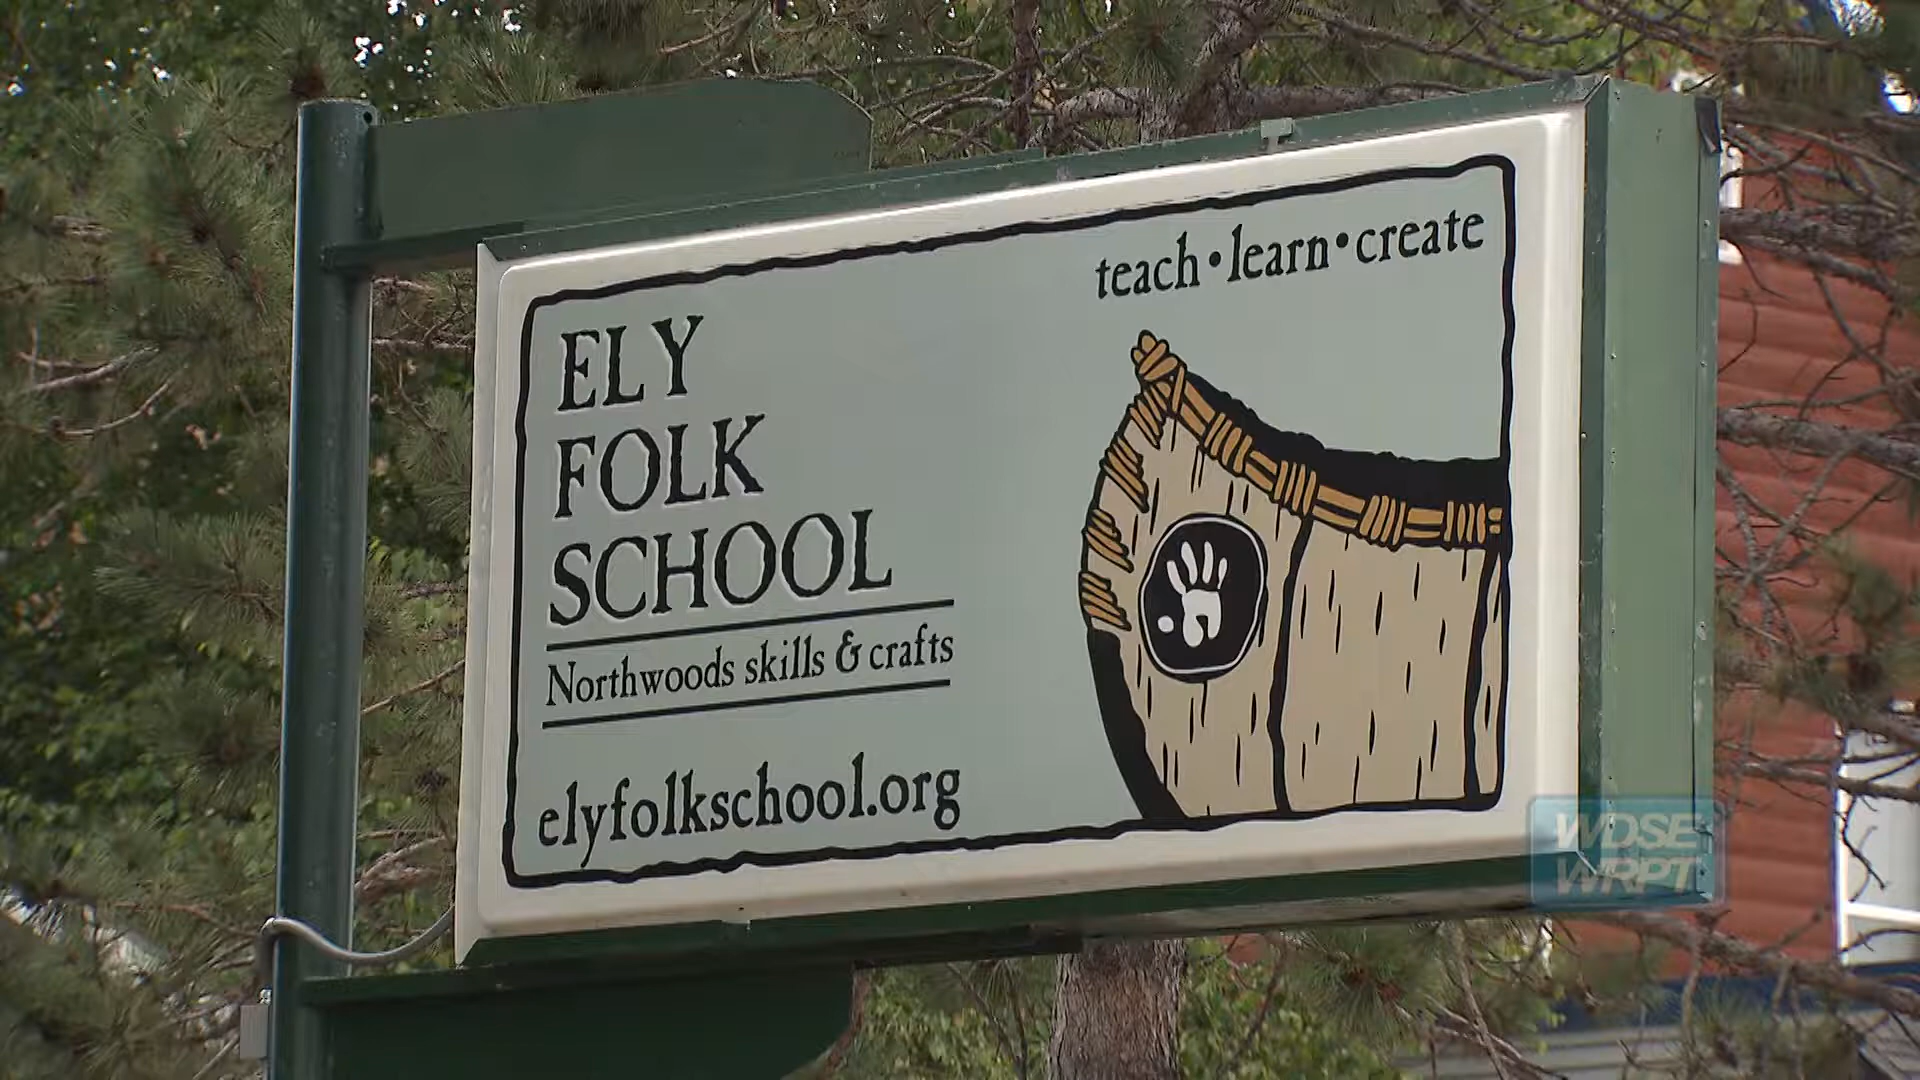 teach•learn•create
ELY
FOLK
SCHOOL
Northwoods skills & crafts
elyfolkschool.org
WDSE
WRPT